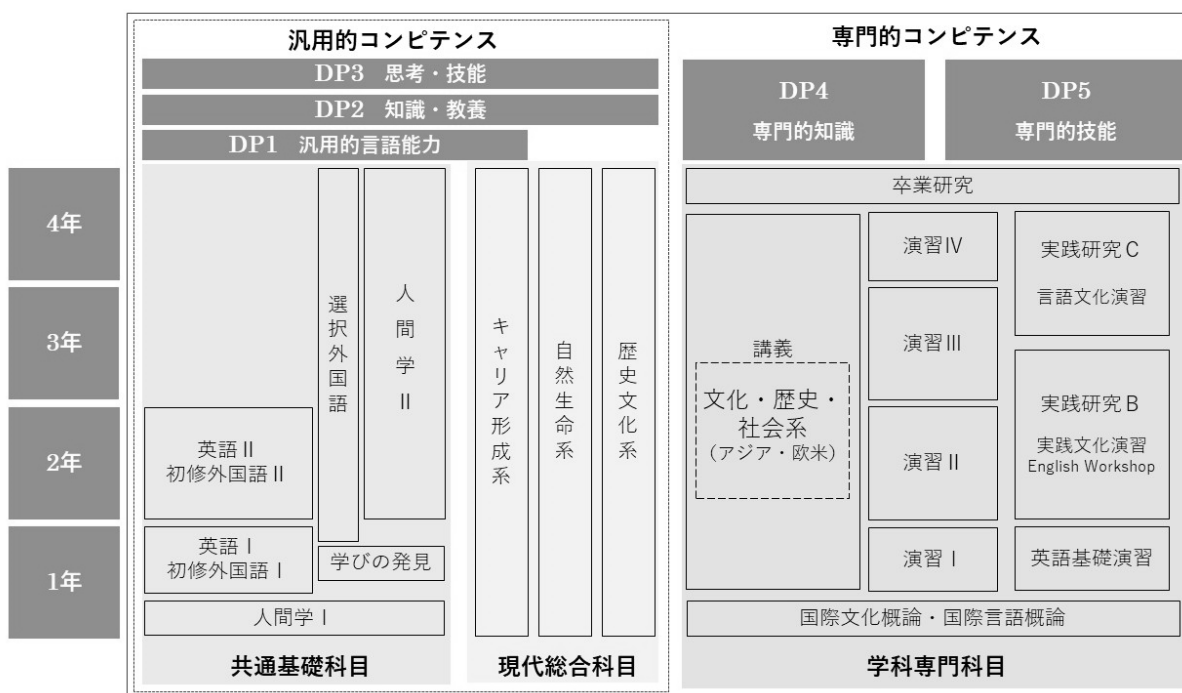 汎用的コンピテンス
専門的コンピテンス
DP3 思考・技能
DP2 知識・教養
DP1 汎用的言語能力
DP4
専門的知識
DP5
専門的技能
4年
3年
2年
1年
選択外国語
人間学Ⅱ
英語Ⅱ
初修外国語Ⅱ
英語Ⅰ
初修外国語Ⅰ
学びの発見
人間学Ⅰ
共通基礎科目
キャリア形成系
自然生命系
歴史文化系
現代総合科目
卒業研究
講義
文化・歴史・
社会系
（アジア・欧米）
演習Ⅳ
演習Ⅲ
演習Ⅱ
演習Ⅰ
実践研究C
言語文化演習
実践研究B
実践文化演習
English Workshop
英語基礎演習
国際文化概論・国際言語概論
学科専門科目